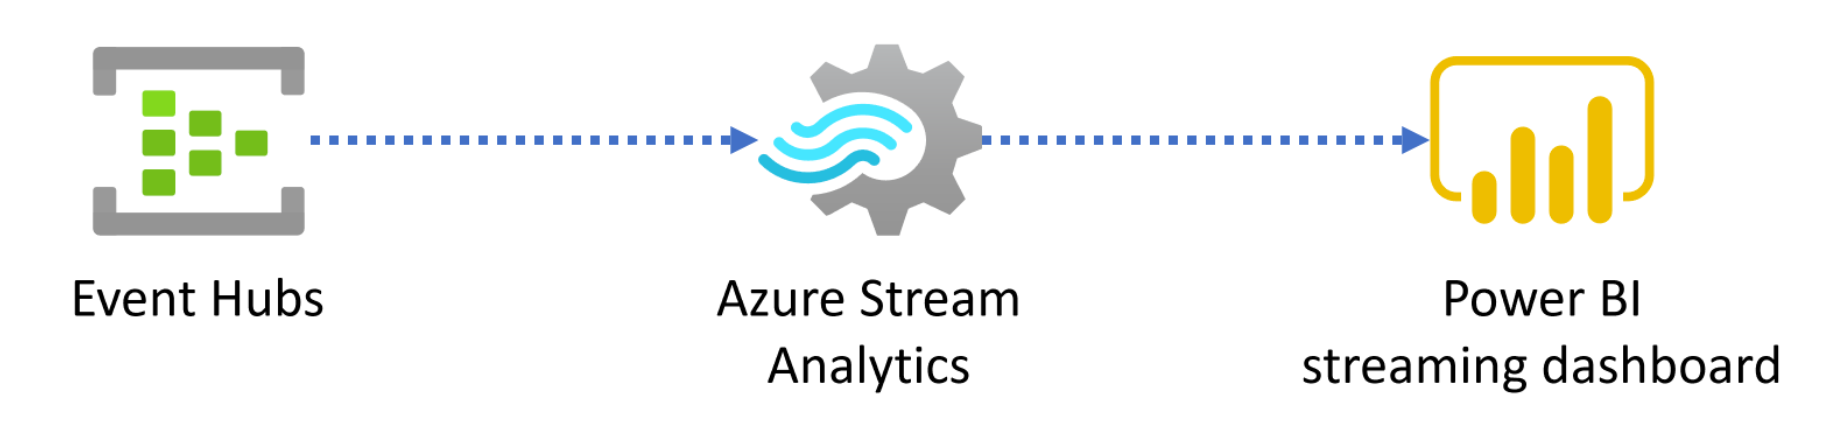 Event Hubs
Azure Stream
Analytics
Power BI
streaming dashboard